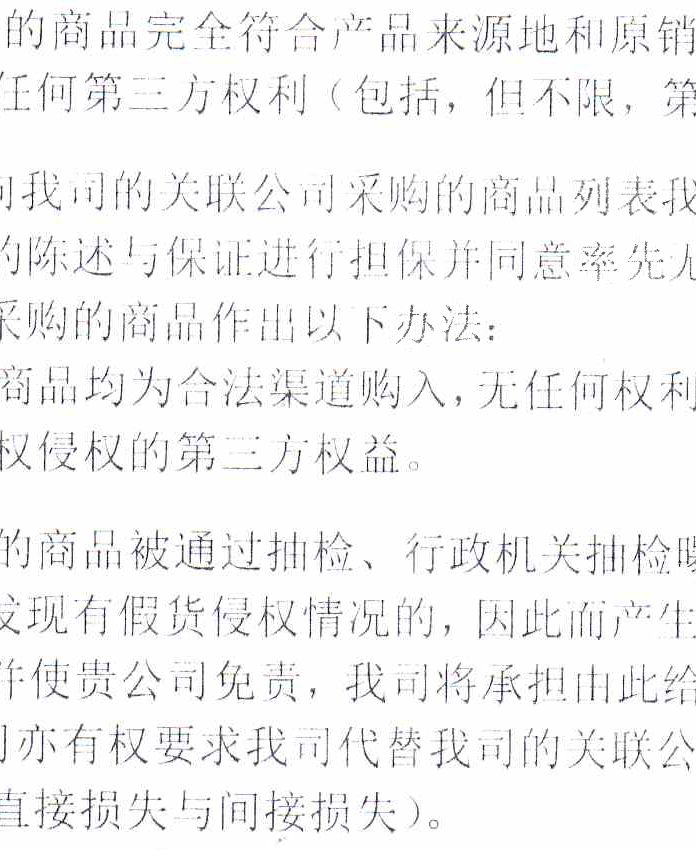 的商品完全符合产品来源地和原销
任何第三方权利（包括，但不限，第
向我司的关联公司采购的商品列表我
的陈述与保证进行担保并同意率先无
采购的商品作出以下办法：
商品均为合法渠道购入，无任何权利
权侵权的第三方权益。
的商品被通过抽检、行政机关抽检曝
发现有假货侵权情况的，因此而产生
许使贵公司免责，我司将承担由此给
司亦有权要求我司代替我司的关联公
直接损失与间接损失）。